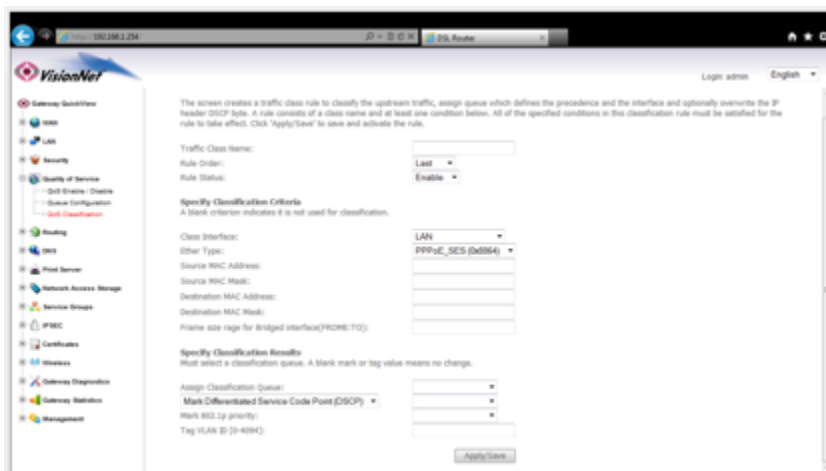 http://192.168.1.254
DSL Router
VisionNet
Login: admin
English
Gateway QuickView
WAN
LAN
Security
Quality of Service
QoS Enable / Disable
Queue Configuration
QoS Classification
Routing
DNS
Print Server
Network Access Storage
Service Groups
IPSEC
Certificates
Wireless
Gateway Diagnostics
Gateway Statistics
Management
The screen creates a traffic class rule to classify the upstream traffic, assign queue which defines the precedence and the interface and optionally overwrite the IP
header DSCP byte. A rule consists of a class name and at least one condition below. All of the specified conditions in this classification rule must be satisfied for the
rule to take effect. Click 'Apply/Save' to save and activate the rule.
Traffic Class Name:
Rule Order: Last
Rule Status: Enable
Specify Classification Criteria
A blank criterion indicates it is not used for classification.
Class Interface: LAN
Ether Type: PPPoE_SES (0x8864)
Source MAC Address:
Source MAC Mask:
Destination MAC Address:
Destination MAC Mask:
Frame size rage for Bridged interface(FROME:TO):
Specify Classification Results
Must select a classification queue. A blank mark or tag value means no change.
Assign Classification Queue:
Mark Differentiated Service Code Point (DSCP):
Mark 802.1p priority:
Tag VLAN ID [0-4094]:
Apply/Save